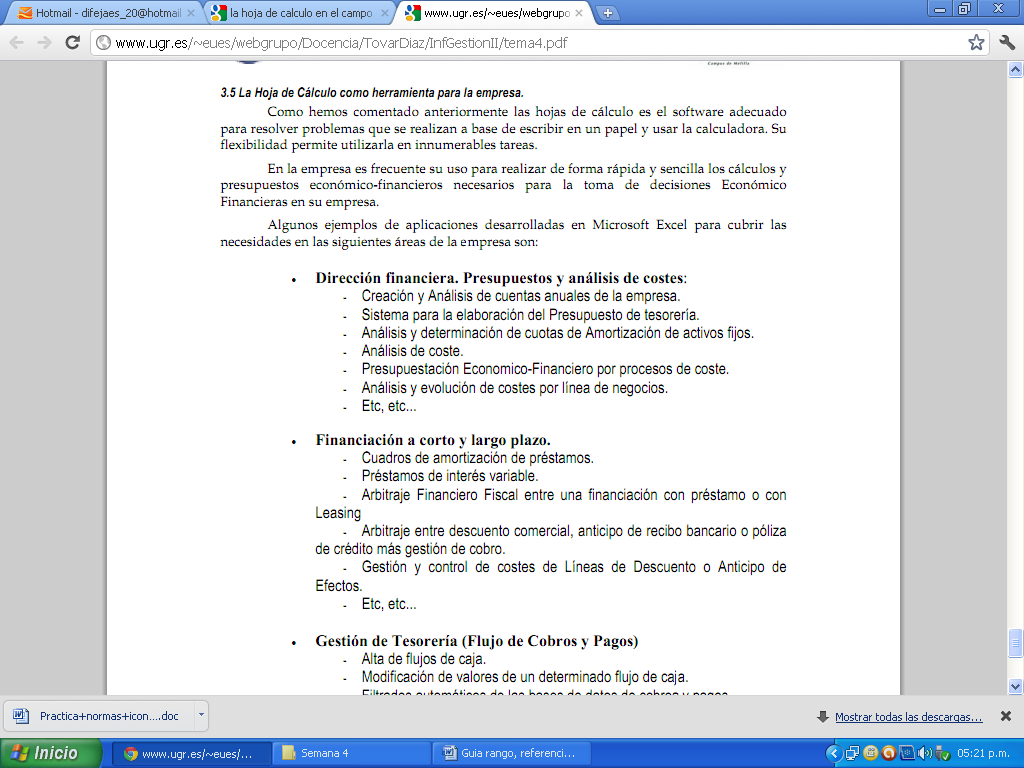 Hotmail - difejaes_20@hotmail
la hoja de calculo en el campo
www.ugr.es/~eues/webgrupo
www.ugr.es/~eues/webgrupo/Docencia/TovarDiaz/InfGestionII/tema4.pdf
Campus de Melilla
3.5 La Hoja de Cálculo como herramienta para la empresa.
Como hemos comentado anteriormente las hojas de cálculo es el software adecuado
para resolver problemas que se realizan a base de escribir en un papel y usar la calculadora. Su
flexibilidad permite utilizarla en innumerables tareas.
En la empresa es frecuente su uso para realizar de forma rápida y sencilla los cálculos y
presupuestos económico-financieros necesarios para la toma de decisiones Económico
Financieras en su empresa.
Algunos ejemplos de aplicaciones desarrolladas en Microsoft Excel para cubrir las
necesidades en las siguientes áreas de la empresa son:
• Dirección financiera. Presupuestos y análisis de costes:
- Creación y Análisis de cuentas anuales de la empresa.
- Sistema para la elaboración del Presupuesto de tesorería.
- Análisis y determinación de cuotas de Amortización de activos fijos.
- Análisis de coste.
- Presupuestación Economico-Financiero por procesos de coste.
- Análisis y evolución de costes por línea de negocios.
- Etc, etc...
• Financiación a corto y largo plazo.
- Cuadros de amortización de préstamos.
- Préstamos de interés variable.
- Arbitraje Financiero Fiscal entre una financiación con préstamo o con
Leasing
- Arbitraje entre descuento comercial, anticipo de recibo bancario o póliza
de crédito más gestión de cobro.
- Gestión y control de costes de Líneas de Descuento o Anticipo de
Efectos.
- Etc, etc...
• Gestión de Tesorería (Flujo de Cobros y Pagos)
- Alta de flujos de caja.
- Modificación de valores de un determinado flujo de caja.
- Filtrados automáticos de las bases de datos de cobros y pagos
Practica+normas+icon....doc
Mostrar todas las descargas...
Inicio
www.ugr.es/~eues/...
Semana 4
Guia rango, referenci...
05:21 p.m.